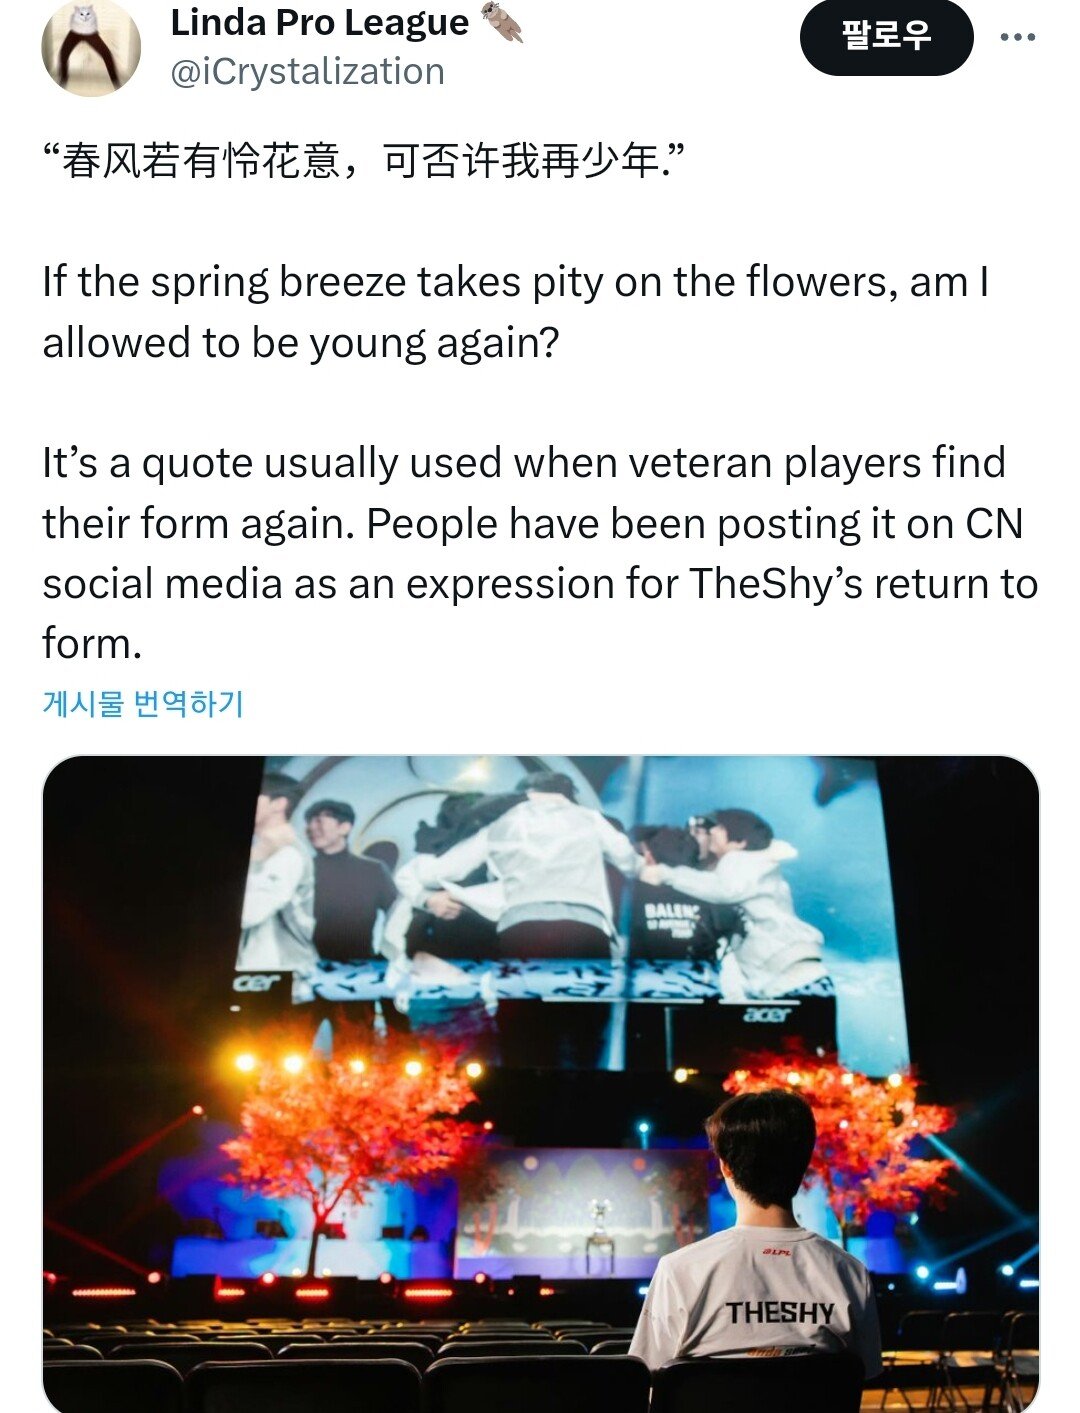 Linda Pro League
@iCrystalization
팔로우
“春风若有怜花意，可否许我再少年.”
If the spring breeze takes pity on the flowers, am I
allowed to be young again?
It’s a quote usually used when veteran players find
their form again. People have been posting it on CN
social media as an expression for TheShy’s return to
form.
게시물 번역하기
BALENC
acer
acer
LPL
THESHY